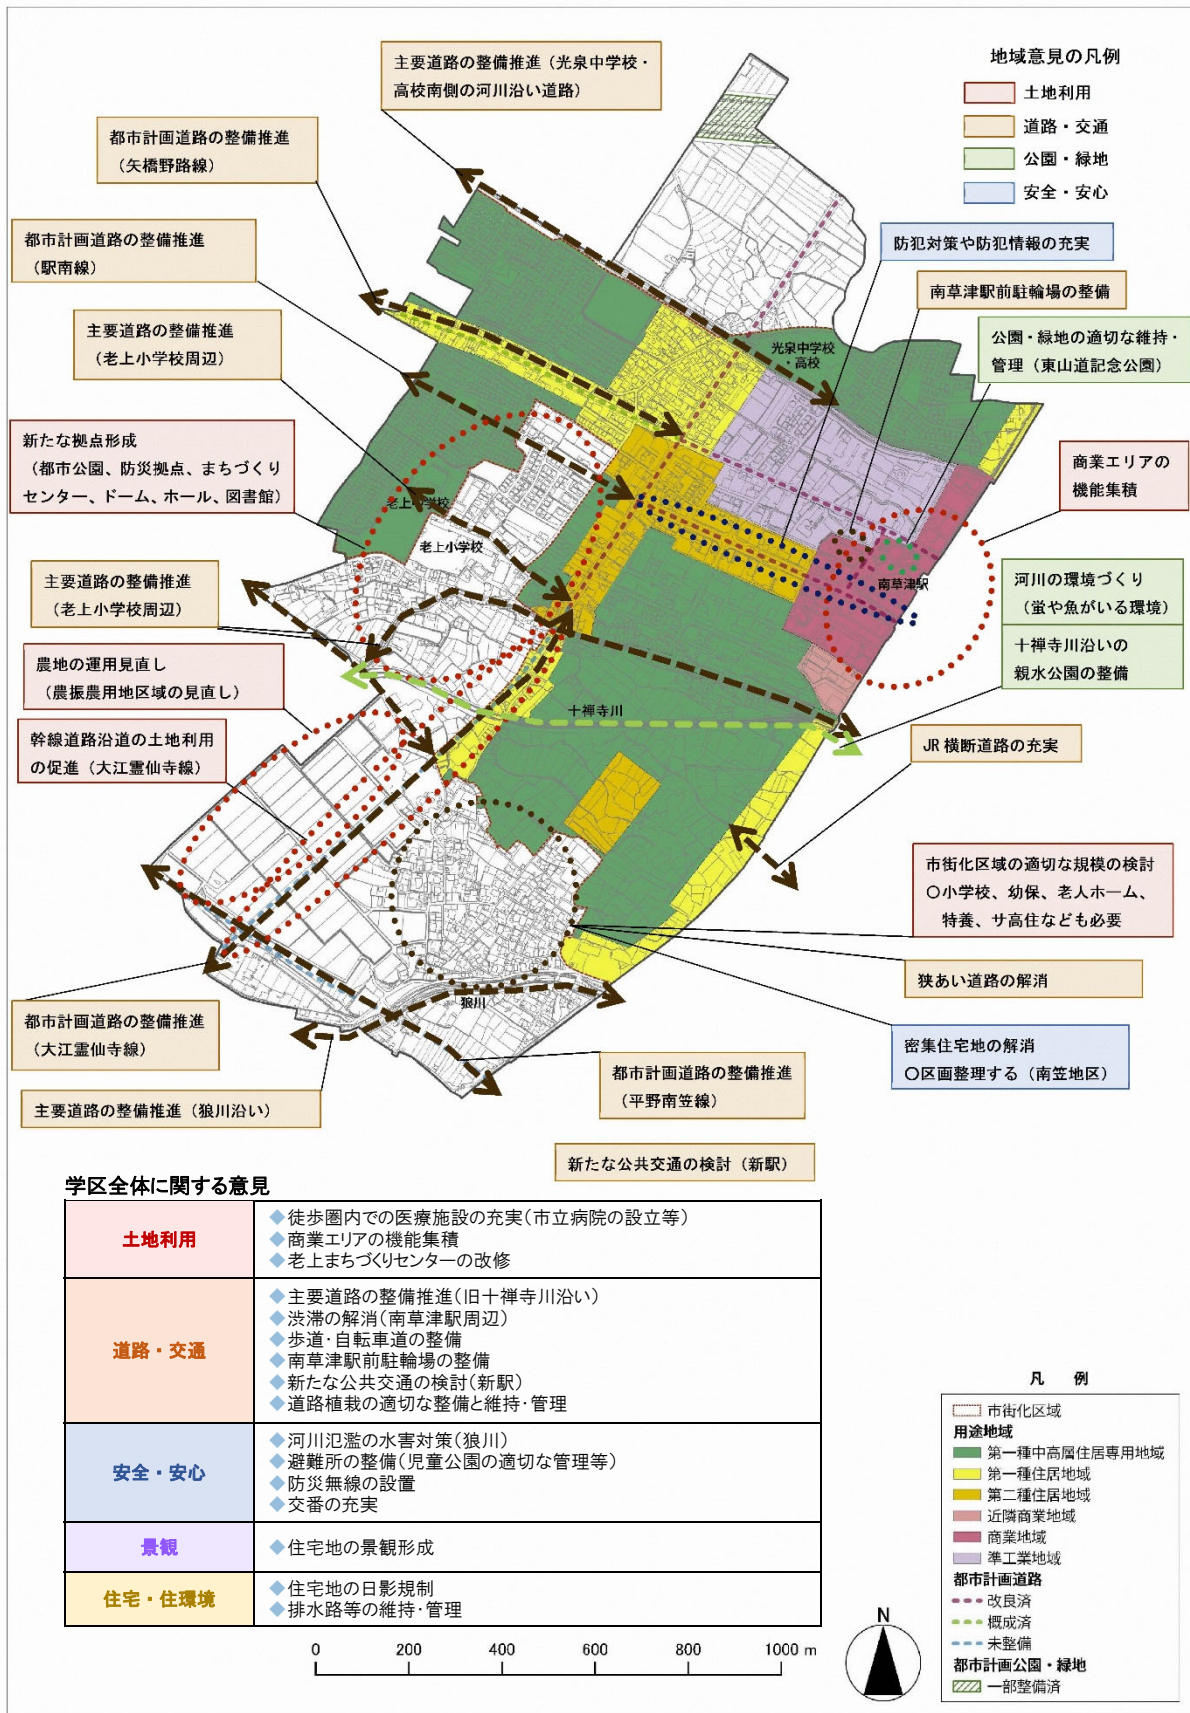 主要道路の整備推進（光泉中学校・
高校南側の河川沿い道路）
地域意見の凡例
土地利用
道路・交通
公園・緑地
安全・安心
都市計画道路の整備推進
（矢橋野路線）
都市計画道路の整備推進
（駅南線）
主要道路の整備推進
（老上小学校周辺）
新たな拠点形成
（都市公園、防災拠点、まちづくり
センター、ドーム、ホール、図書館）
主要道路の整備推進
（老上小学校周辺）
農地の運用見直し
（農振農用地区域の見直し）
幹線道路沿道の土地利用
の促進（大江霊仙寺線）
都市計画道路の整備推進
（大江霊仙寺線）
主要道路の整備推進（狼川沿い）
防犯対策や防犯情報の充実
南草津駅前駐輪場の整備
公園・緑地の適切な維持・
管理（東山道記念公園）
商業エリアの
機能集積
河川の環境づくり
（蛍や魚がいる環境）
十禅寺川沿いの
親水公園の整備
JR横断道路の充実
市街化区域の適切な規模の検討
〇小学校、幼保、老人ホーム、
特養、サ高住なども必要
狭あい道路の解消
密集住宅地の解消
〇区画整理する（南笠地区）
都市計画道路の整備推進
（平野南笠線）
新たな公共交通の検討（新駅）
光泉中学校
・高校
老上中学校
老上小学校
南草津駅
十禅寺川
狼川
学区全体に関する意見
土地利用
◆徒歩圏内での医療施設の充実（市立病院の設立等）
◆商業エリアの機能集積
◆老上まちづくりセンターの改修
道路・交通
◆主要道路の整備推進（旧十禅寺川沿い）
◆渋滞の解消（南草津駅周辺）
◆歩道・自転車道の整備
◆南草津駅前駐輪場の整備
◆新たな公共交通の検討（新駅）
◆道路植栽の適切な整備と維持・管理
安全・安心
◆河川氾濫の水害対策（狼川）
◆避難所の整備（児童公園の適切な管理等）
◆防災無線の設置
◆交番の充実
景観
◆住宅地の景観形成
住宅・住環境
◆住宅地の日影規制
◆排水路等の維持・管理
0 200 400 600 800 1000 m
N
凡 例
市街化区域
用途地域
第一種中高層住居専用地域
第一種住居地域
第二種住居地域
近隣商業地域
商業地域
準工業地域
都市計画道路
改良済
概成済
未整備
都市計画公園・緑地
一部整備済